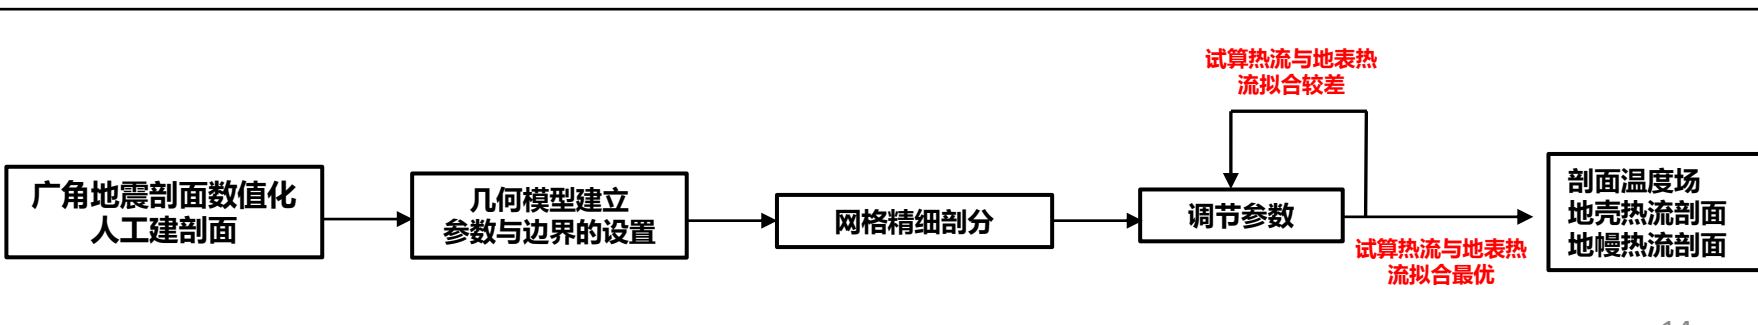 试算热流与地表热
流拟合较差
广角地震剖面数值化
人工建剖面
几何模型建立
参数与边界的设置
网格精细剖分
调节参数
试算热流与地表热
流拟合最优
剖面温度场
地壳热流剖面
地幔热流剖面